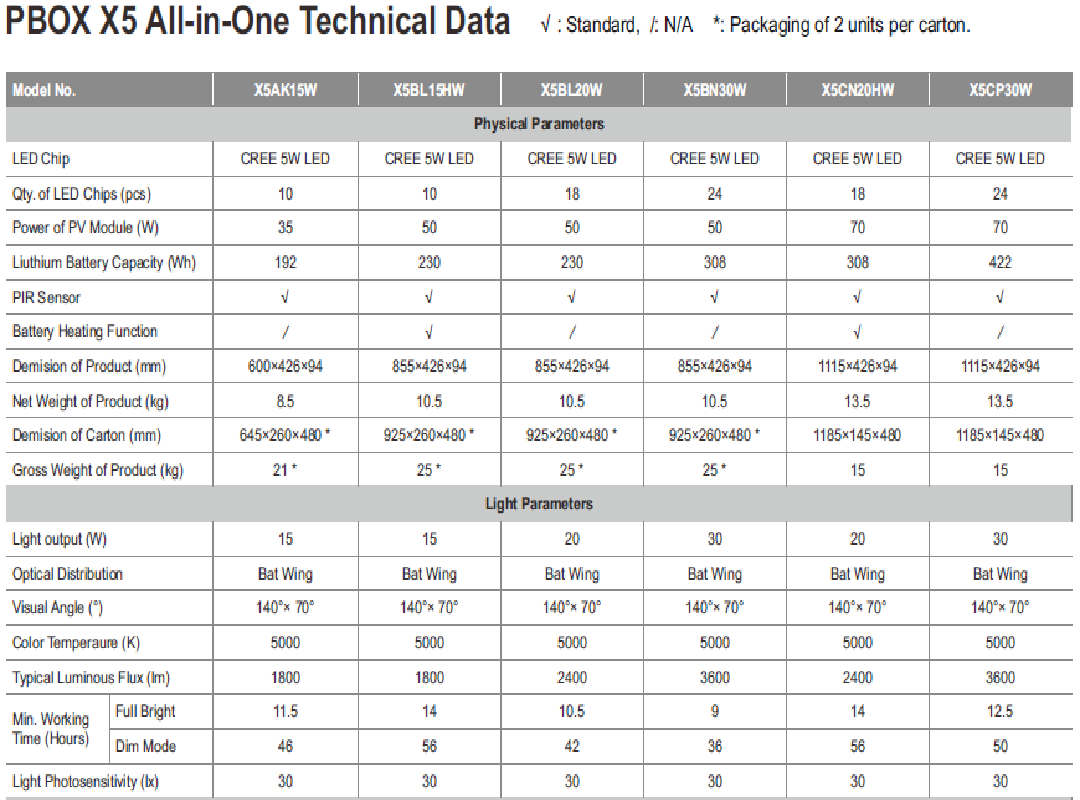 PBOX X5 All-in-One Technical Data √ : Standard, /: N/A *: Packaging of 2 units per carton.
Model No. X5AK15W X5BL15HW X5BL20W X5BN30W X5CN20HW X5CP30W
Physical Parameters
LED Chip CREE 5W LED CREE 5W LED CREE 5W LED CREE 5W LED CREE 5W LED CREE 5W LED
Qty. of LED Chips (pcs) 10 10 18 24 18 24
Power of PV Module (W) 35 50 50 50 70 70
Liuthium Battery Capacity (Wh) 192 230 230 308 308 422
PIR Sensor √ √ √ √ √ √
Battery Heating Function / √ / / √ /
Demision of Product (mm) 600×426×94 855×426×94 855×426×94 855×426×94 1115×426×94 1115×426×94
Net Weight of Product (kg) 8.5 10.5 10.5 10.5 13.5 13.5
Demision of Carton (mm) 645×260×480 * 925×260×480 * 925×260×480 * 925×260×480 * 1185×145×480 1185×145×480
Gross Weight of Product (kg) 21 * 25 * 25 * 25 * 15 15
Light Parameters
Light output (W) 15 15 20 30 20 30
Optical Distribution Bat Wing Bat Wing Bat Wing Bat Wing Bat Wing Bat Wing
Visual Angle (°) 140°× 70° 140°× 70° 140°× 70° 140°× 70° 140°× 70° 140°× 70°
Color Temperaure (K) 5000 5000 5000 5000 5000 5000
Typical Luminous Flux (lm) 1800 1800 2400 3600 2400 3600
Min. Working Time (Hours) Full Bright 11.5 14 10.5 9 14 12.5
Dim Mode 46 56 42 36 56 50
Light Photosensitivity (lx) 30 30 30 30 30 30